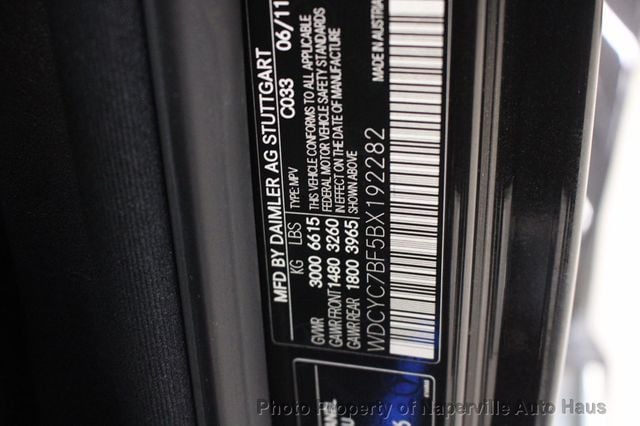 MFD BY DAIMLER AG STUTTGART
C033 06/11
KG LBS TYPE: MPV
GVWR 3000 6615 THIS VEHICLE CONFORMS TO ALL APPLICABLE
GAWR FRONT 1480 3260 FEDERAL MOTOR VEHICLE SAFETY STANDARDS
GAWR REAR 1800 3965 IN EFFECT ON THE DATE OF MANUFACTURE
SHOWN ABOVE
MADE IN AUSTRIA
WDCYC7BF5BX192282
Photo Property of Naperville Auto Haus